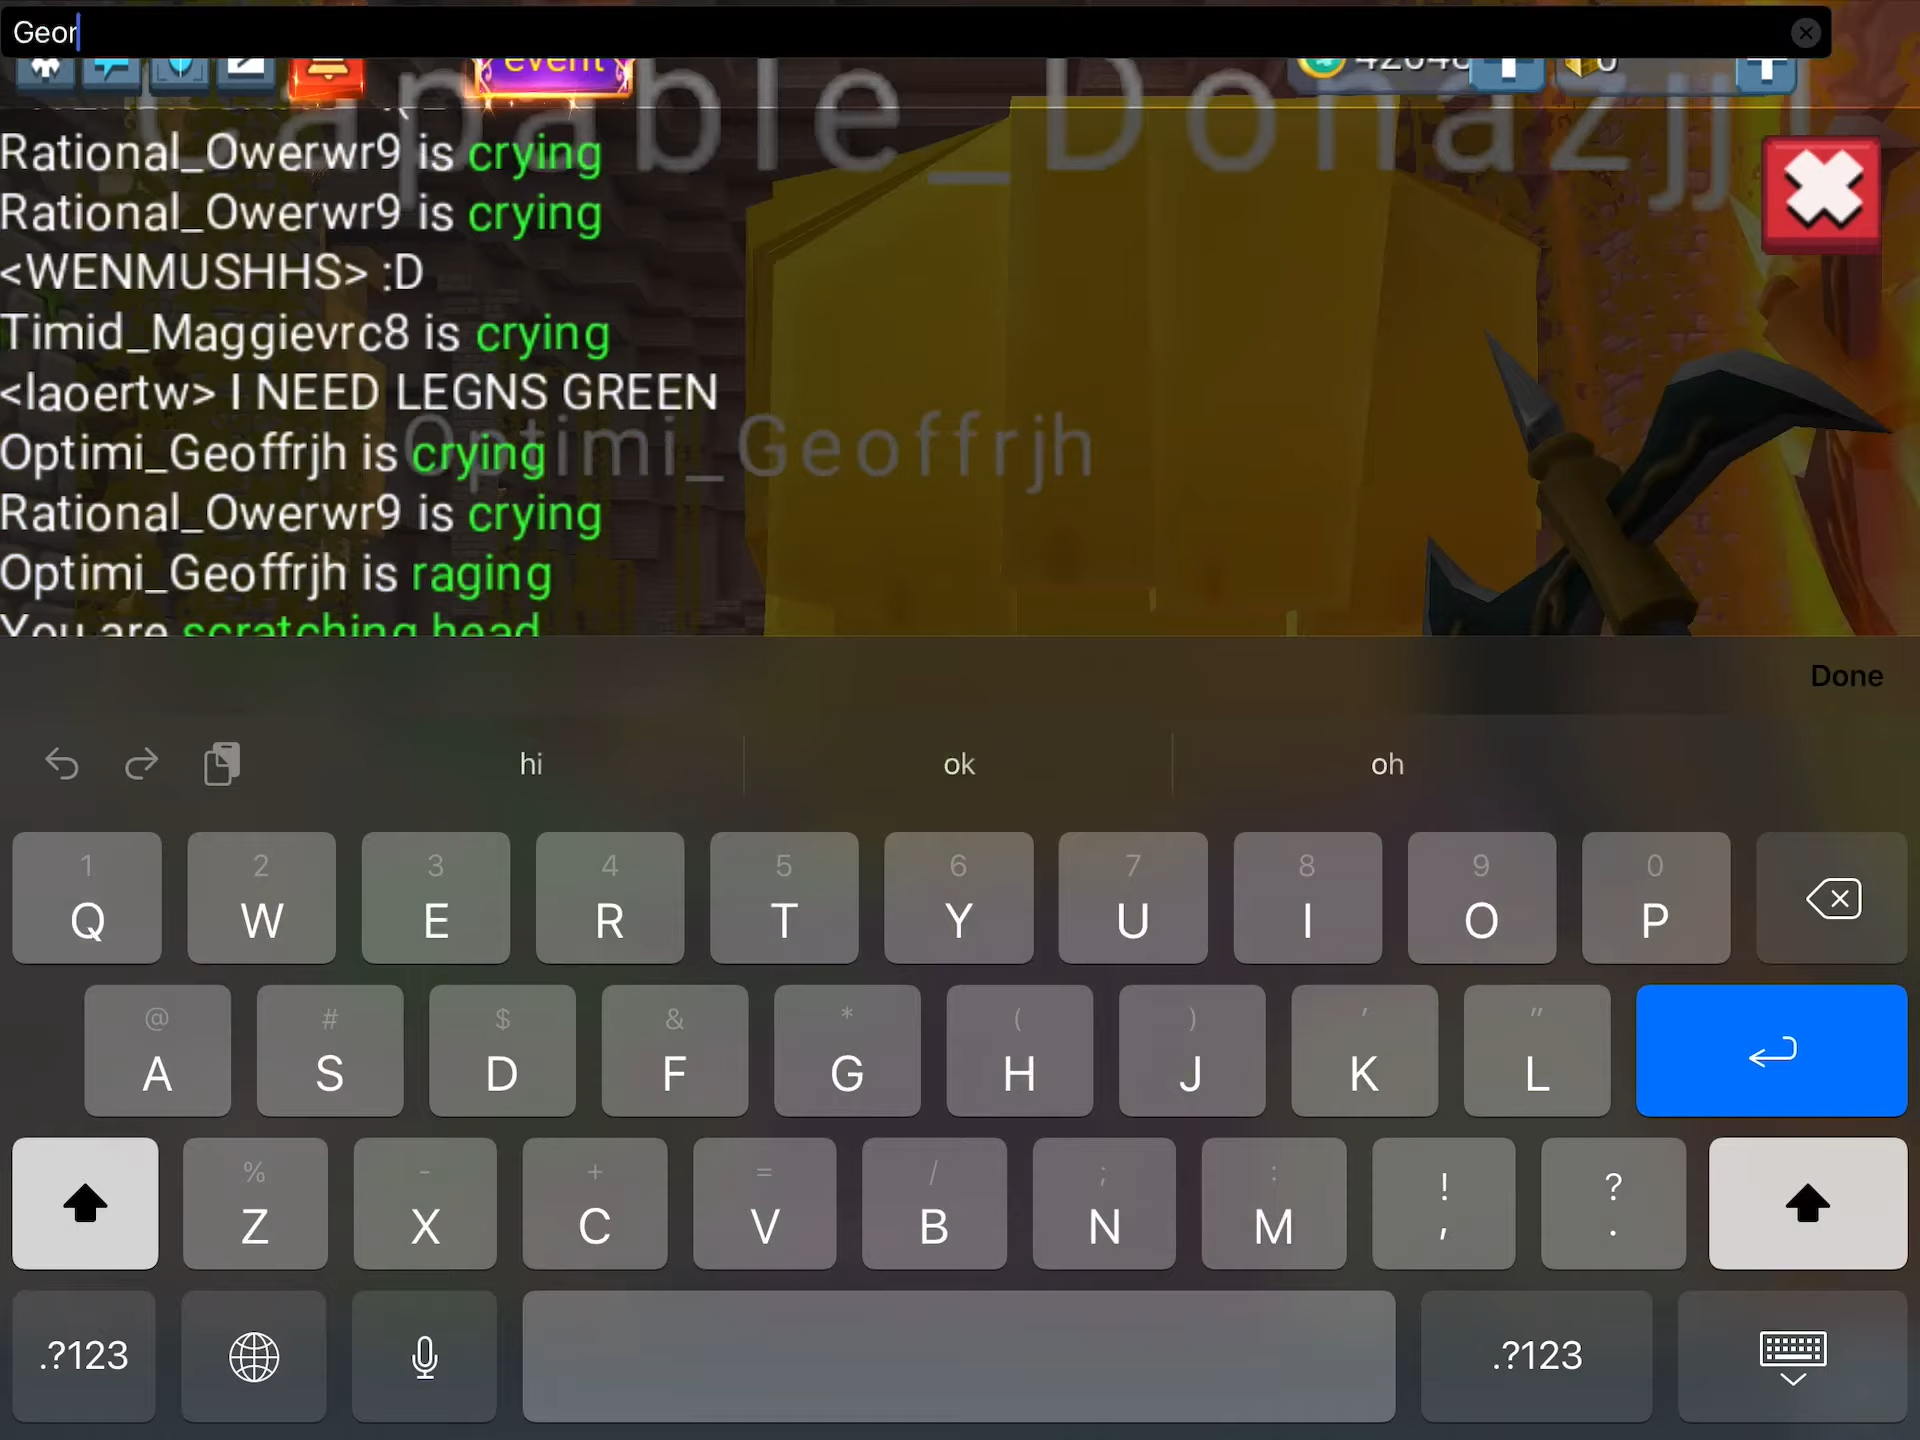 Geor
event
Capable_Donazjj
Rational_Owerwr9 is crying
Rational_Owerwr9 is crying
<WENMUSHHS> :D
Timid_Maggievrc8 is crying
<laoertw> I NEED LEGNS GREEN
Optimi_Geoffrjh is crying
Optimi_Geoffrjh
Rational_Owerwr9 is crying
Optimi_Geoffrjh is raging
You are scratching head
Done
hi ok oh
1 2 3 4 5 6 7 8 9 0
Q W E R T Y U I O P
@ # $ & * ( ) ' "
A S D F G H J K L
% - + = / ; : ! ?
Z X C V B N M , .
.?123 .?123